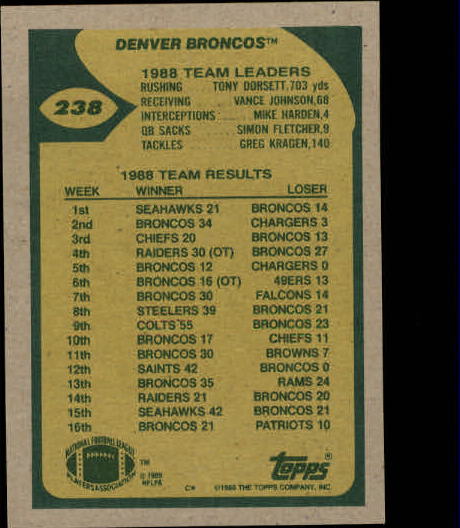 DENVER BRONCOS™
1988 TEAM LEADERS
238
RUSHING TONY DORSETT, 703 yds
RECEIVING VANCE JOHNSON, 68
INTERCEPTIONS MIKE HARDEN, 4
QB SACKS SIMON FLETCHER, 9
TACKLES GREG KRAGEN, 140
1988 TEAM RESULTS
WEEK WINNER LOSER
1st SEAHAWKS 21 BRONCOS 14
2nd BRONCOS 34 CHARGERS 3
3rd CHIEFS 20 BRONCOS 13
4th RAIDERS 30 (OT) BRONCOS 27
5th BRONCOS 12 CHARGERS 0
6th BRONCOS 16 (OT) 49ERS 13
7th BRONCOS 30 FALCONS 14
8th STEELERS 39 BRONCOS 21
9th COLTS 55 BRONCOS 23
10th BRONCOS 17 CHIEFS 11
11th BRONCOS 30 BROWNS 7
12th SAINTS 42 BRONCOS 0
13th BRONCOS 35 RAMS 24
14th RAIDERS 21 BRONCOS 20
15th SEAHAWKS 42 BRONCOS 21
16th BRONCOS 21 PATRIOTS 10
NATIONAL FOOTBALL LEAGUE
PLAYERS ASSOCIATION
TM
© 1989
NFLPA
topps®
C* ©1989 THE TOPPS COMPANY, INC.